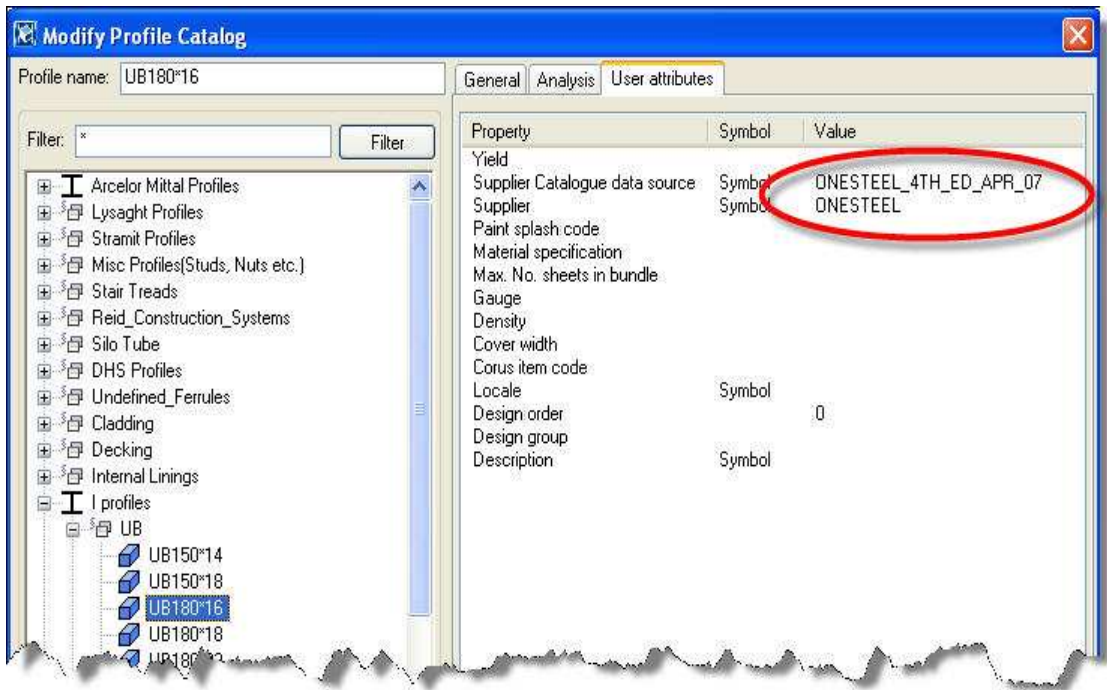 Modify Profile Catalog
Profile name: UB180*16
General Analysis User attributes
Filter: * Filter
Property Symbol Value
Yield
Supplier Catalogue data source Symbol ONESTEEL_4TH_ED_APR_07
Supplier Symbol ONESTEEL
Paint splash code
Material specification
Max. No. sheets in bundle
Gauge
Density
Cover width
Corus item code
Locale Symbol
Design order 0
Design group
Description Symbol
Arcelor Mittal Profiles
Lysaght Profiles
Stramit Profiles
Misc Profiles(Studs, Nuts etc.)
Stair Treads
Reid_Construction_Systems
Silo Tube
DHS Profiles
Undefined_Ferrules
Cladding
Decking
Internal Linings
I profiles
UB
UB150*14
UB150*18
UB180*16
UB180*18